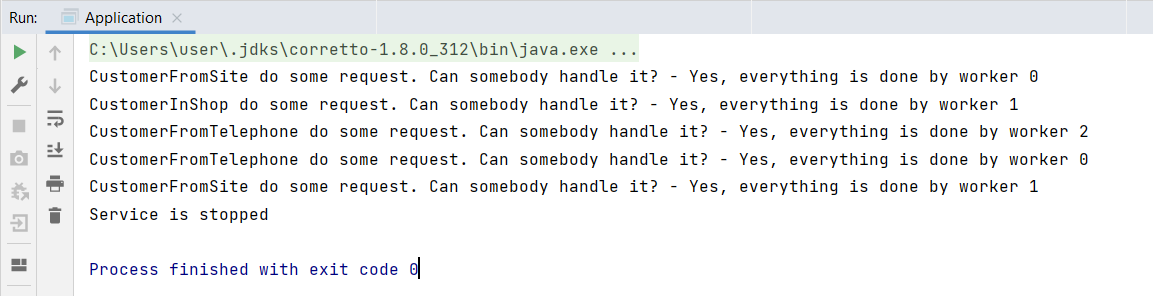 Run: Application
C:\Users\user\.jdks\corretto-1.8.0_312\bin\java.exe ...
CustomerFromSite do some request. Can somebody handle it? - Yes, everything is done by worker 0
CustomerInShop do some request. Can somebody handle it? - Yes, everything is done by worker 1
CustomerFromTelephone do some request. Can somebody handle it? - Yes, everything is done by worker 2
CustomerFromTelephone do some request. Can somebody handle it? - Yes, everything is done by worker 0
CustomerFromSite do some request. Can somebody handle it? - Yes, everything is done by worker 1
Service is stopped
Process finished with exit code 0